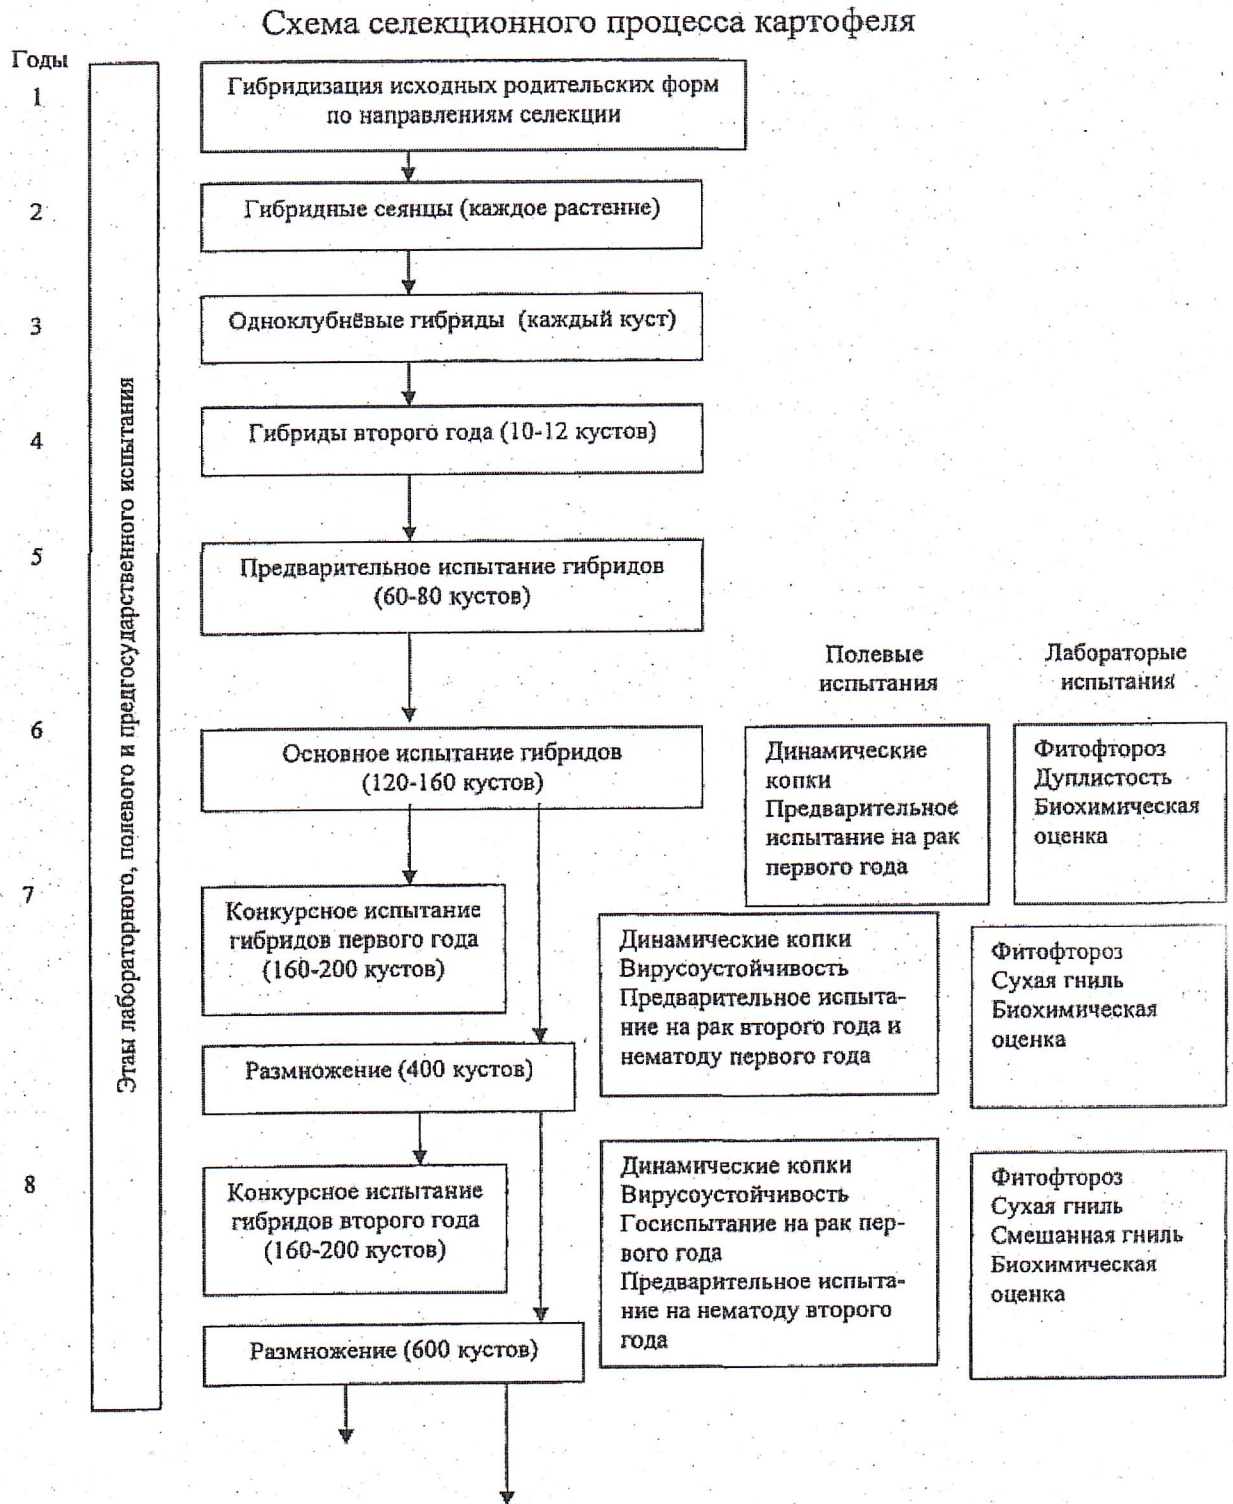 Схема селекционного процесса картофеля
Годы
1
Гибридизация исходных родительских форм
по направлениям селекции
2
Гибридные сеянцы (каждое растение)
3
Одноклубнёвые гибриды (каждый куст)
4
Гибриды второго года (10-12 кустов)
5
Предварительное испытание гибридов
(60-80 кустов)
Этапы лабораторного, полевого и предгосударственного испытания
Полевые
испытания
Лабораторые
испытания
6
Основное испытание гибридов
(120-160 кустов)
Динамические
копки
Предварительное
испытание на рак
первого года
Фитофтороз
Дуплистость
Биохимическая
оценка
7
Конкурсное испытание
гибридов первого года
(160-200 кустов)
Динамические копки
Вирусоустойчивость
Предварительное испыта-
ние на рак второго года и
нематоду первого года
Фитофтороз
Сухая гниль
Биохимическая
оценка
Размножение (400 кустов)
8
Конкурсное испытание
гибридов второго года
(160-200 кустов)
Динамические копки
Вирусоустойчивость
Госиспытание на рак пер-
вого года
Предварительное испыта-
ние на нематоду второго
года
Фитофтороз
Сухая гниль
Смешанная гниль
Биохимическая
оценка
Размножение (600 кустов)